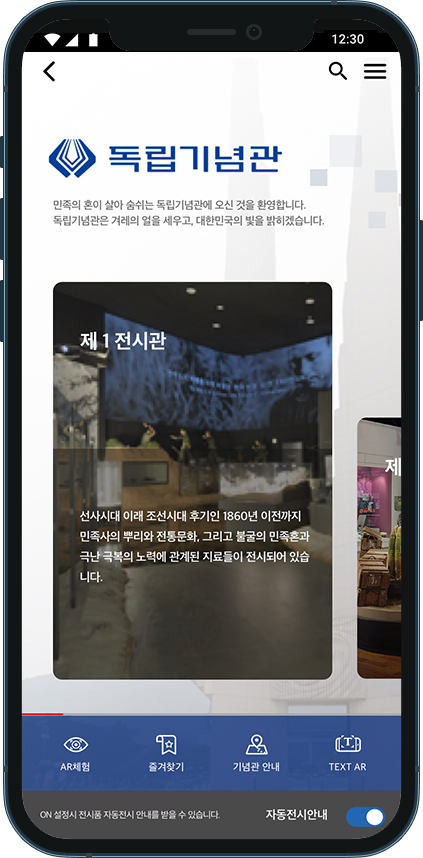 12:30
독립기념관
민족의 혼이 살아 숨쉬는 독립기념관에 오신 것을 환영합니다.
독립기념관은 겨레의 얼을 세우고, 대한민국의 빛을 밝히겠습니다.
제 1 전시관
제
선사시대 이래 조선시대 후기인 1860년 이전까지
민족사의 뿌리와 전통문화, 그리고 불굴의 민족혼과
극난 극복의 노력에 관계된 지료들이 전시되어 있습
니다.
AR체험
즐겨찾기
기념관 안내
TEXT AR
ON 설정시 전시품 자동전시 안내를 받을 수 있습니다.
자동전시안내